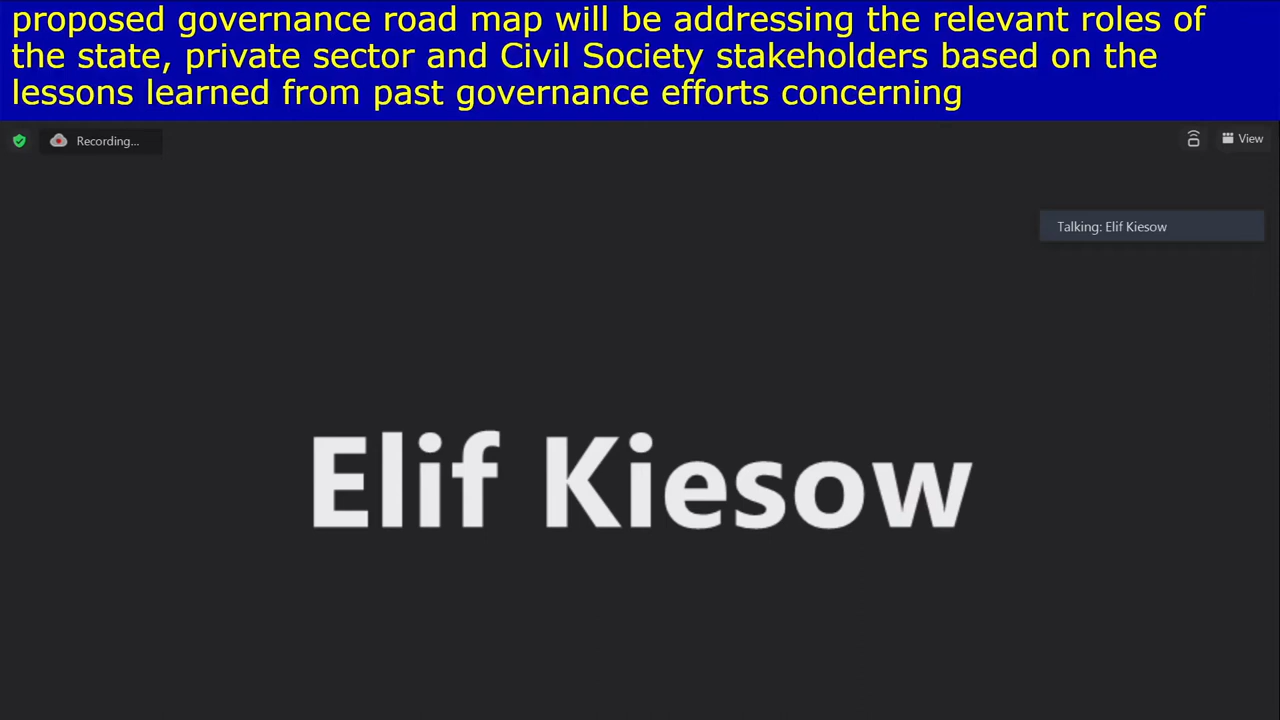 proposed governance road map will be addressing the relevant roles of
the state, private sector and Civil Society stakeholders based on the
lessons learned from past governance efforts concerning
Recording...
View
Talking: Elif Kiesow
Elif Kiesow